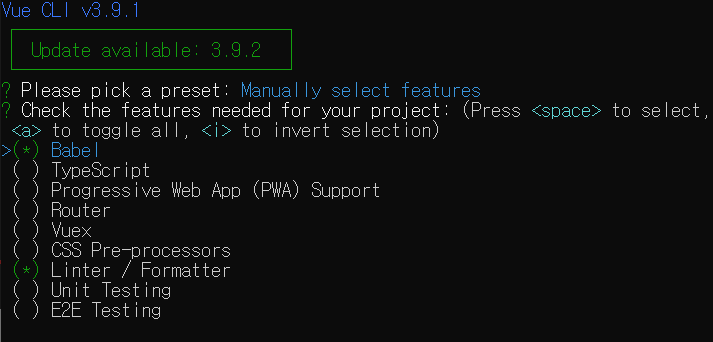 Vue CLI v3.9.1
Update available: 3.9.2
? Please pick a preset: Manually select features
? Check the features needed for your project: (Press <space> to select,
<a> to toggle all, <i> to invert selection)
>(*) Babel
( ) TypeScript
( ) Progressive Web App (PWA) Support
( ) Router
( ) Vuex
( ) CSS Pre-processors
(*) Linter / Formatter
( ) Unit Testing
( ) E2E Testing